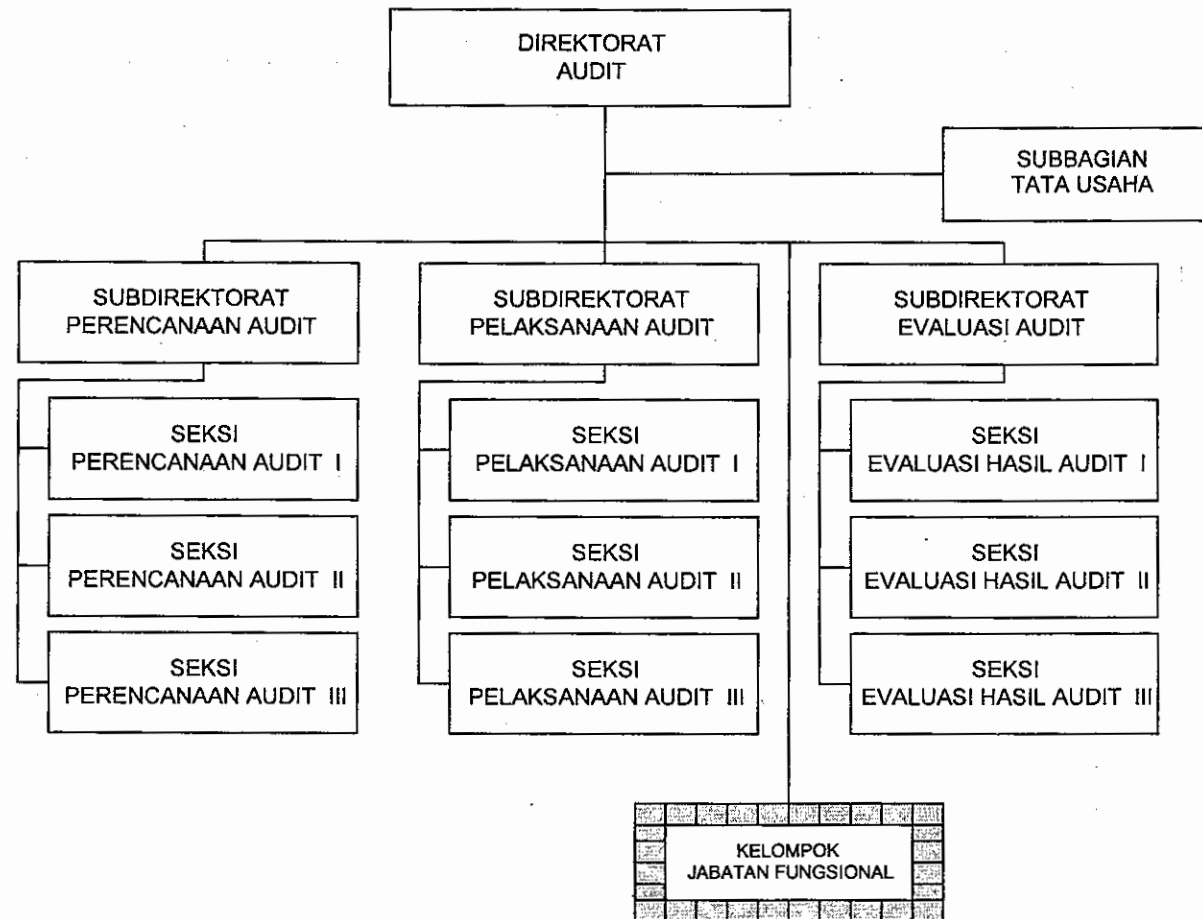 DIREKTORAT
AUDIT
SUBBAGIAN
TATA USAHA
SUBDIREKTORAT
PERENCANAAN AUDIT
SUBDIREKTORAT
PELAKSANAAN AUDIT
SUBDIREKTORAT
EVALUASI AUDIT
SEKSI
PERENCANAAN AUDIT I
SEKSI
PELAKSANAAN AUDIT I
SEKSI
EVALUASI HASIL AUDIT I
SEKSI
PERENCANAAN AUDIT II
SEKSI
PELAKSANAAN AUDIT II
SEKSI
EVALUASI HASIL AUDIT II
SEKSI
PERENCANAAN AUDIT III
SEKSI
PELAKSANAAN AUDIT III
SEKSI
EVALUASI HASIL AUDIT III
KELOMPOK
JABATAN FUNGSIONAL